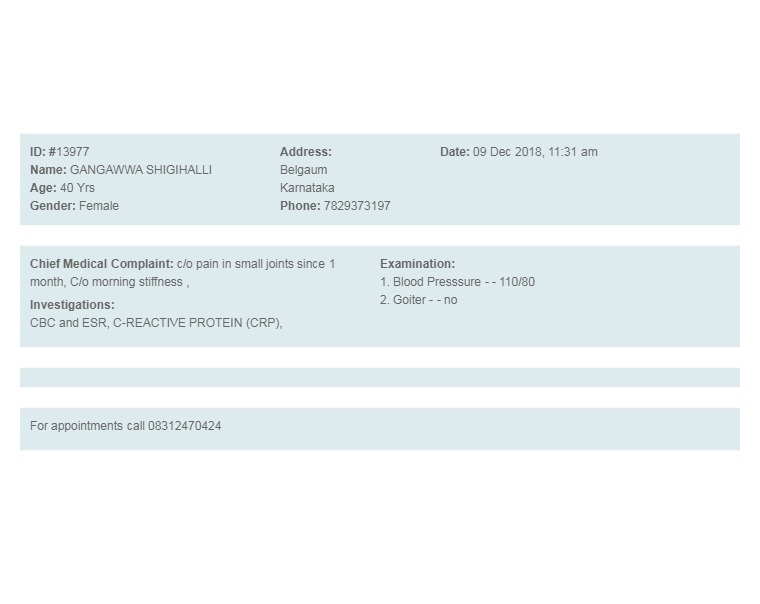 ID: #13977
Name: GANGAWWA SHIGIHALLI
Age: 40 Yrs
Gender: Female
Address:
Belgaum
Karnataka
Phone: 7829373197
Date: 09 Dec 2018, 11:31 am
Chief Medical Complaint: c/o pain in small joints since 1
month, C/o morning stiffness ,
Investigations:
CBC and ESR, C-REACTIVE PROTEIN (CRP),
Examination:
1. Blood Presssure - - 110/80
2. Goiter - - no
For appointments call 08312470424